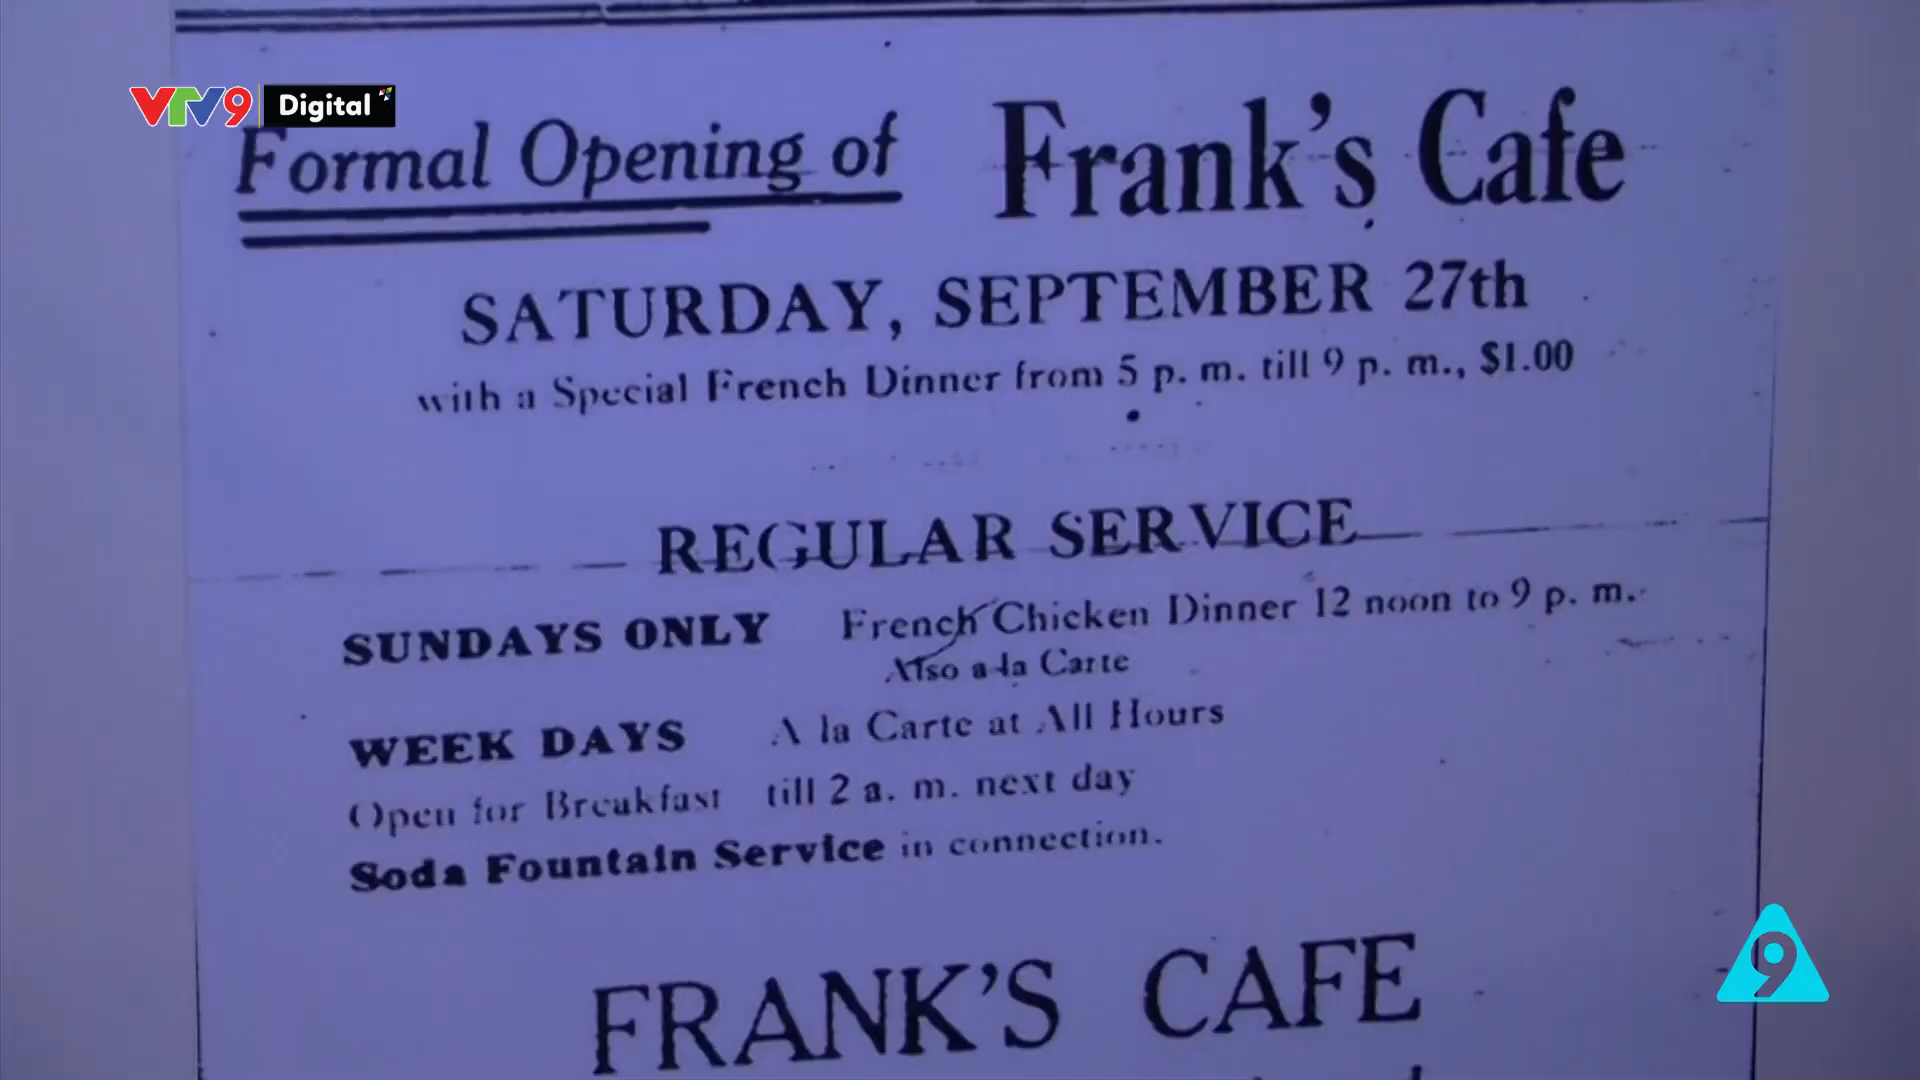 VTV9 Digital
Formal Opening of Frank's Cafe
SATURDAY, SEPTEMBER 27th
with a Special French Dinner from 5 p. m. till 9 p. m., $1.00
REGULAR SERVICE
SUNDAYS ONLY French Chicken Dinner 12 noon to 9 p. m.
Also a la Carte
WEEK DAYS A la Carte at All Hours
Open for Breakfast till 2 a. m. next day
Soda Fountain Service in connection.
FRANK'S CAFE
9